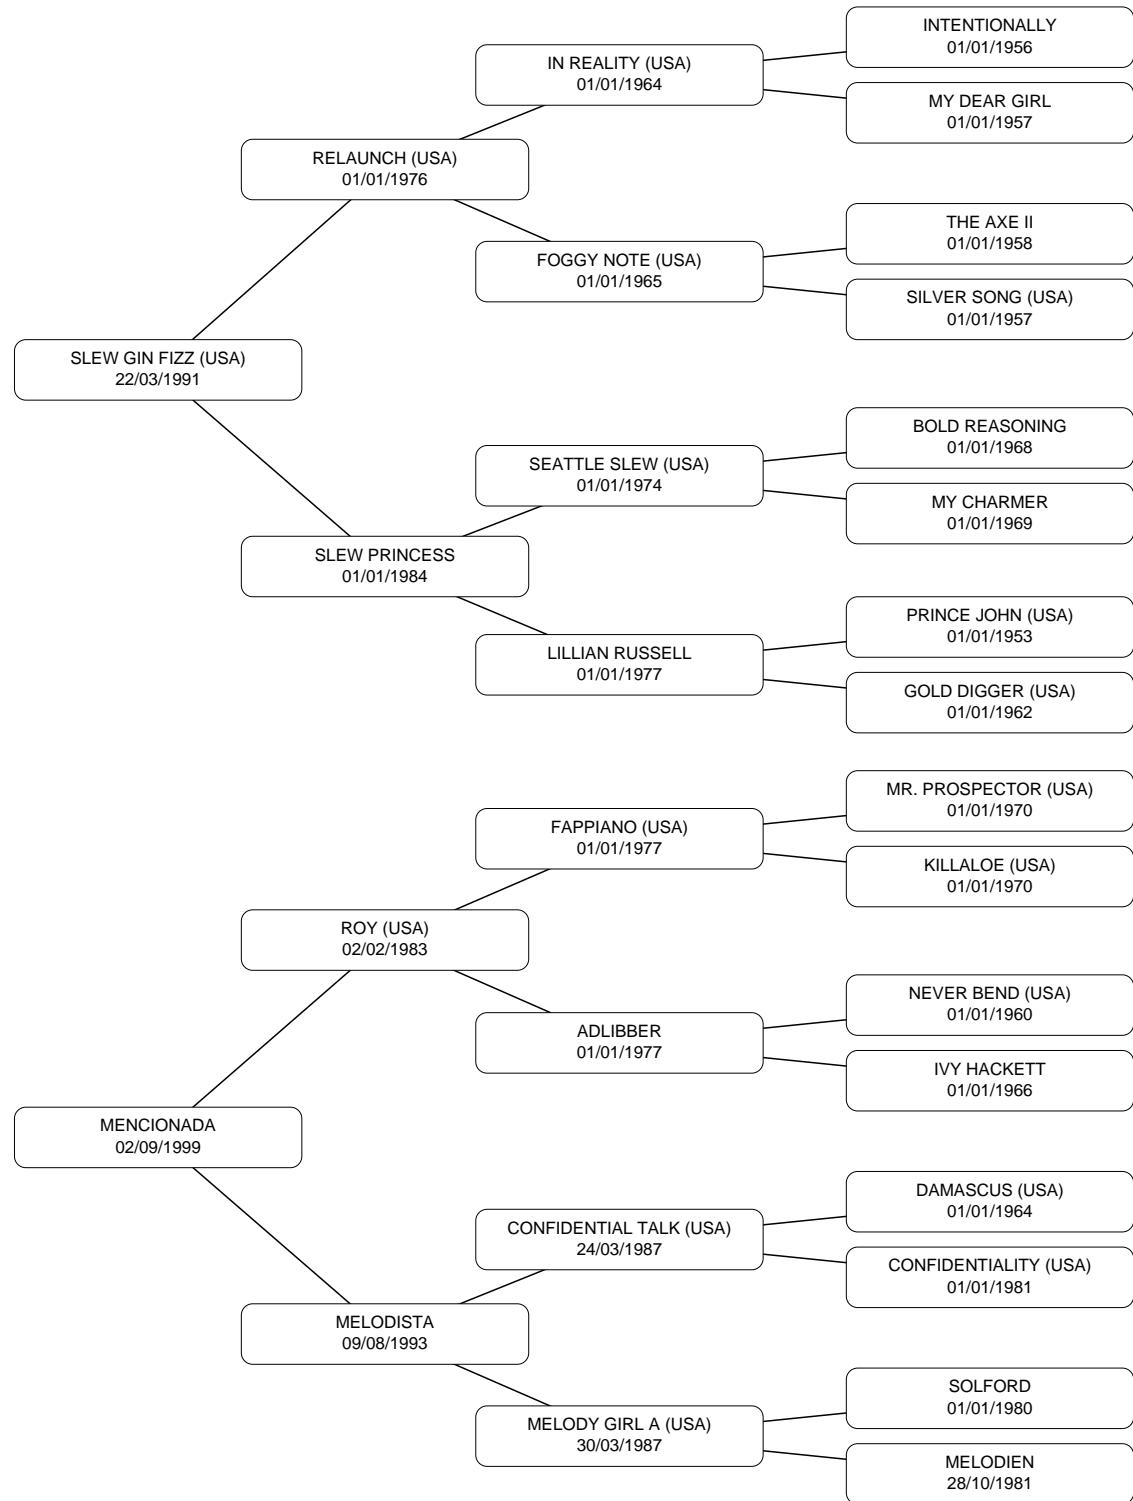 INTENTIONALLY
01/01/1956
IN REALITY (USA)
01/01/1964
MY DEAR GIRL
01/01/1957
RELAUNCH (USA)
01/01/1976
THE AXE II
01/01/1958
FOGGY NOTE (USA)
01/01/1965
SILVER SONG (USA)
01/01/1957
SLEW GIN FIZZ (USA)
22/03/1991
BOLD REASONING
01/01/1968
SEATTLE SLEW (USA)
01/01/1974
MY CHARMER
01/01/1969
SLEW PRINCESS
01/01/1984
PRINCE JOHN (USA)
01/01/1953
LILLIAN RUSSELL
01/01/1977
GOLD DIGGER (USA)
01/01/1962
MR. PROSPECTOR (USA)
01/01/1970
FAPPIANO (USA)
01/01/1977
KILLALOE (USA)
01/01/1970
ROY (USA)
02/02/1983
NEVER BEND (USA)
01/01/1960
ADLIBBER
01/01/1977
IVY HACKETT
01/01/1966
MENCIONADA
02/09/1999
DAMASCUS (USA)
01/01/1964
CONFIDENTIAL TALK (USA)
24/03/1987
CONFIDENTIALITY (USA)
01/01/1981
MELODISTA
09/08/1993
SOLFORD
01/01/1980
MELODY GIRL A (USA)
30/03/1987
MELODIEN
28/10/1981